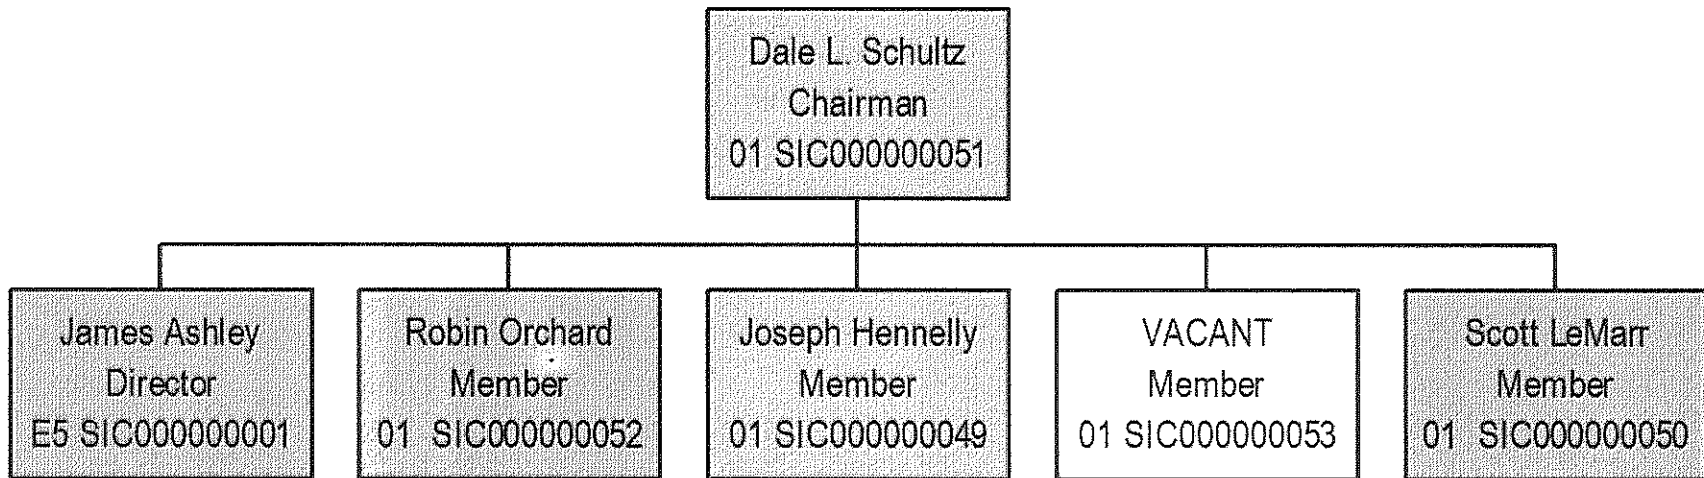 Dale L. Schultz
Chairman
01 SIC000000051
James Ashley
Director
E5 SIC000000001
Robin Orchard
Member
01 SIC000000052
Joseph Hennelly
Member
01 SIC000000049
VACANT
Member
01 SIC000000053
Scott LeMarr
Member
01 SIC000000050